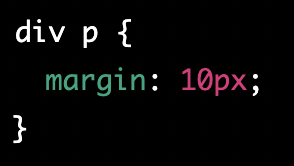 div p {
  margin: 10px;
}